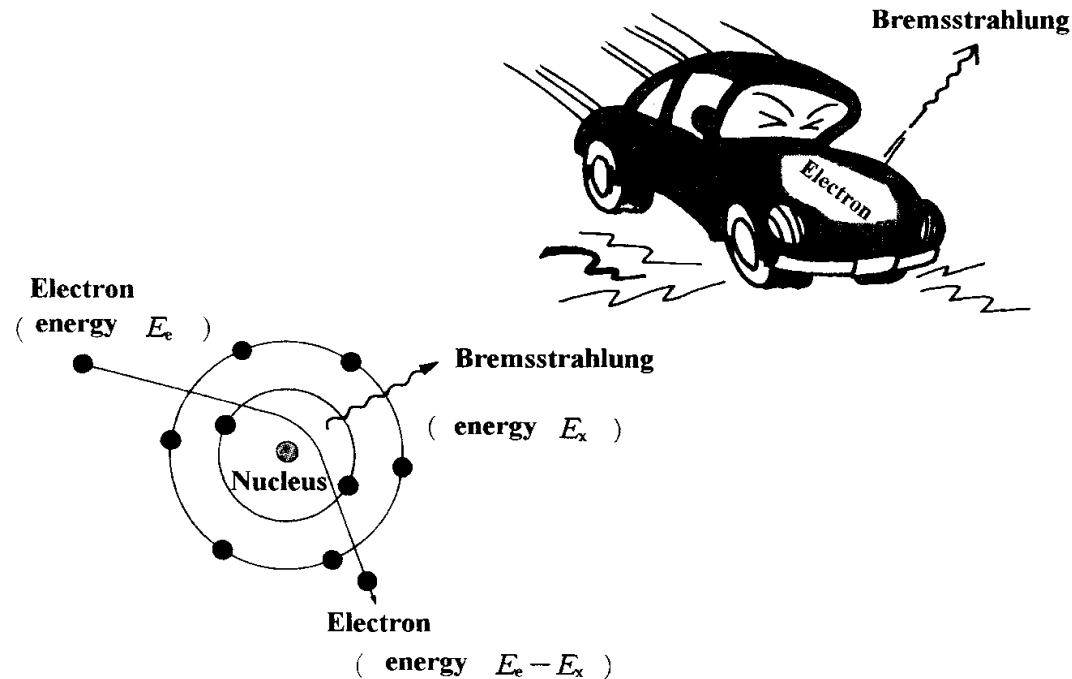 Bremsstrahlung
Electron
Electron
( energy E_e )
Bremsstrahlung
( energy E_x )
Nucleus
Electron
( energy E_e − E_x )